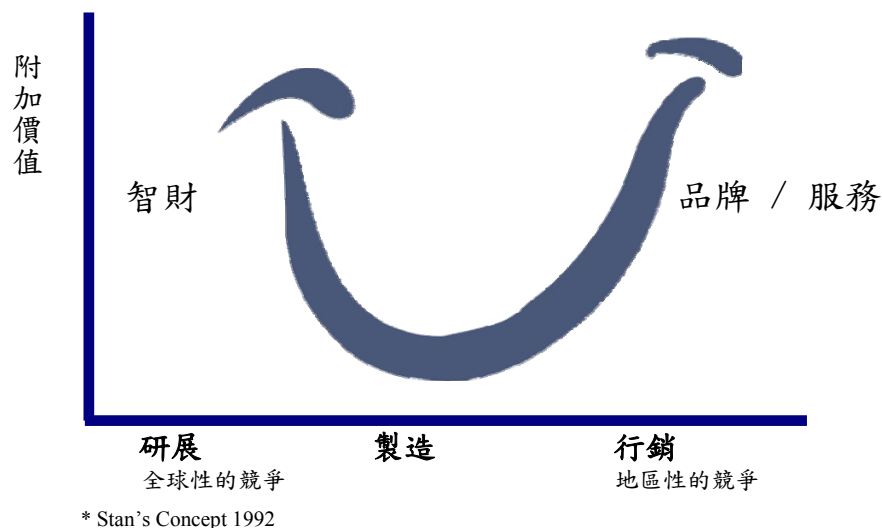 附加價值
智財
品牌 / 服務
研展
製造
行銷
全球性的競爭
地區性的競爭
* Stan's Concept 1992